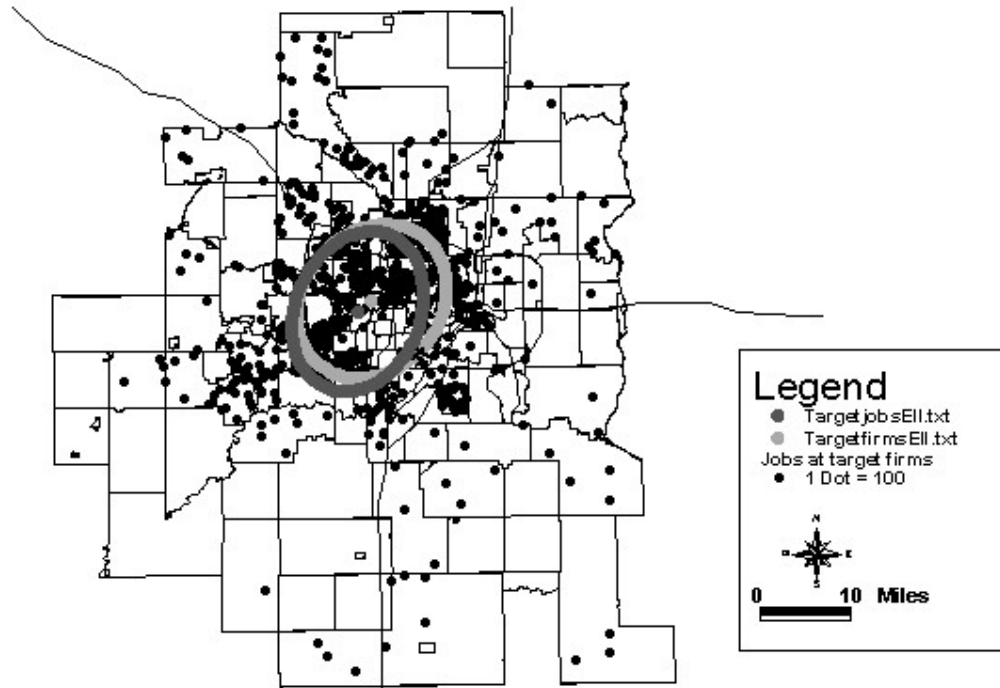 Legend
TargetjobsEll.txt
TargetfirmsEll.txt
Jobs at target firms
1 Dot = 100
N
E
S
0 10 Miles